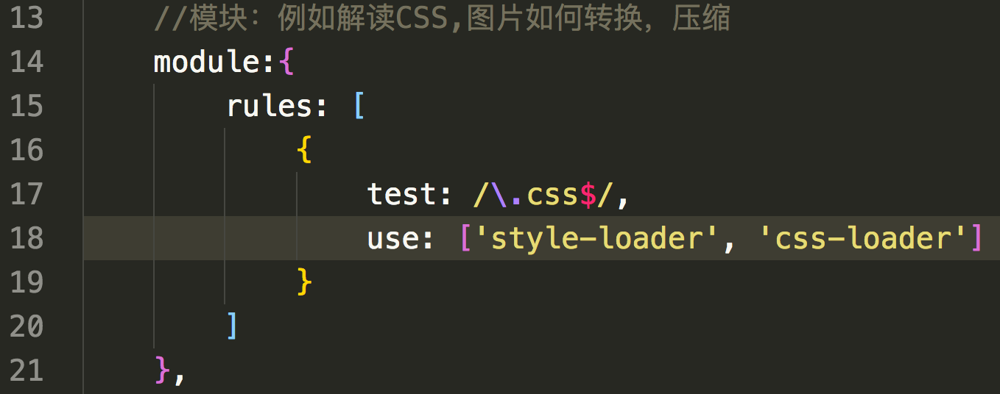 13 //模块：例如解读CSS,图片如何转换，压缩
14 module:{
15 rules: [
16 {
17 test: /\.css$/,
18 use: ['style-loader', 'css-loader']
19 }
20 ]
21 },